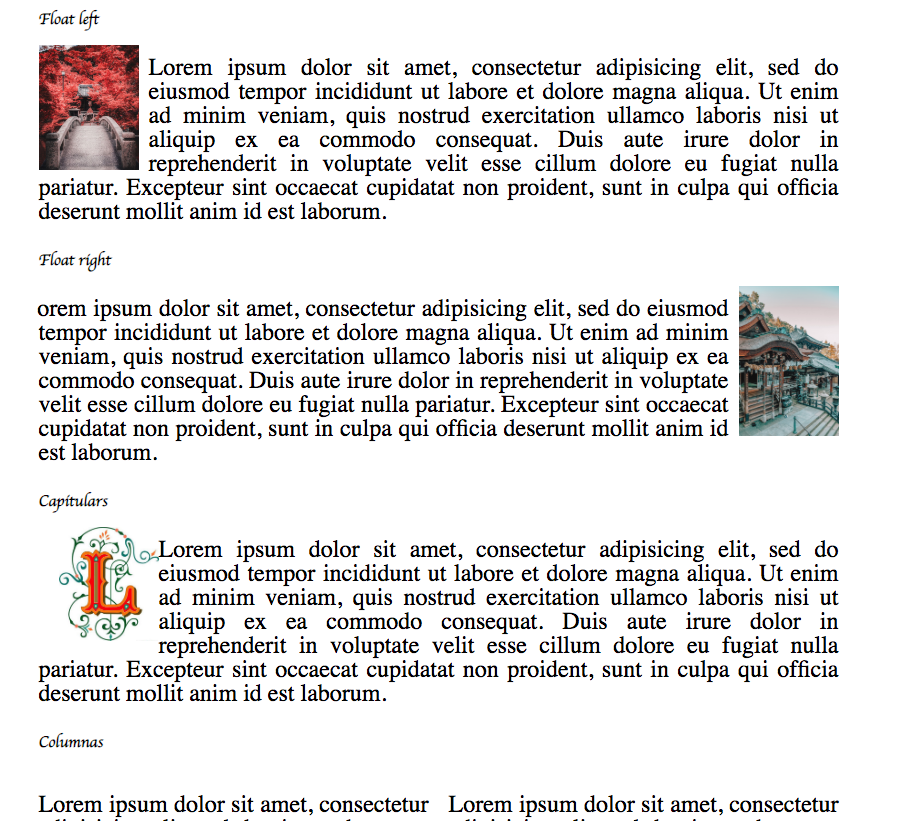 Float left
Lorem ipsum dolor sit amet, consectetur adipisicing elit, sed do
eiusmod tempor incididunt ut labore et dolore magna aliqua. Ut enim
ad minim veniam, quis nostrud exercitation ullamco laboris nisi ut
aliquip ex ea commodo consequat. Duis aute irure dolor in
reprehenderit in voluptate velit esse cillum dolore eu fugiat nulla
pariatur. Excepteur sint occaecat cupidatat non proident, sunt in culpa qui officia
deserunt mollit anim id est laborum.
Float right
orem ipsum dolor sit amet, consectetur adipisicing elit, sed do eiusmod
tempor incididunt ut labore et dolore magna aliqua. Ut enim ad minim
veniam, quis nostrud exercitation ullamco laboris nisi ut aliquip ex ea
commodo consequat. Duis aute irure dolor in reprehenderit in voluptate
velit esse cillum dolore eu fugiat nulla pariatur. Excepteur sint occaecat
cupidatat non proident, sunt in culpa qui officia deserunt mollit anim id
est laborum.
Capitulars
L
Lorem ipsum dolor sit amet, consectetur adipisicing elit, sed do
eiusmod tempor incididunt ut labore et dolore magna aliqua. Ut enim
ad minim veniam, quis nostrud exercitation ullamco laboris nisi ut
aliquip ex ea commodo consequat. Duis aute irure dolor in
reprehenderit in voluptate velit esse cillum dolore eu fugiat nulla
pariatur. Excepteur sint occaecat cupidatat non proident, sunt in culpa qui officia
deserunt mollit anim id est laborum.
Columnas
Lorem ipsum dolor sit amet, consectetur
Lorem ipsum dolor sit amet, consectetur